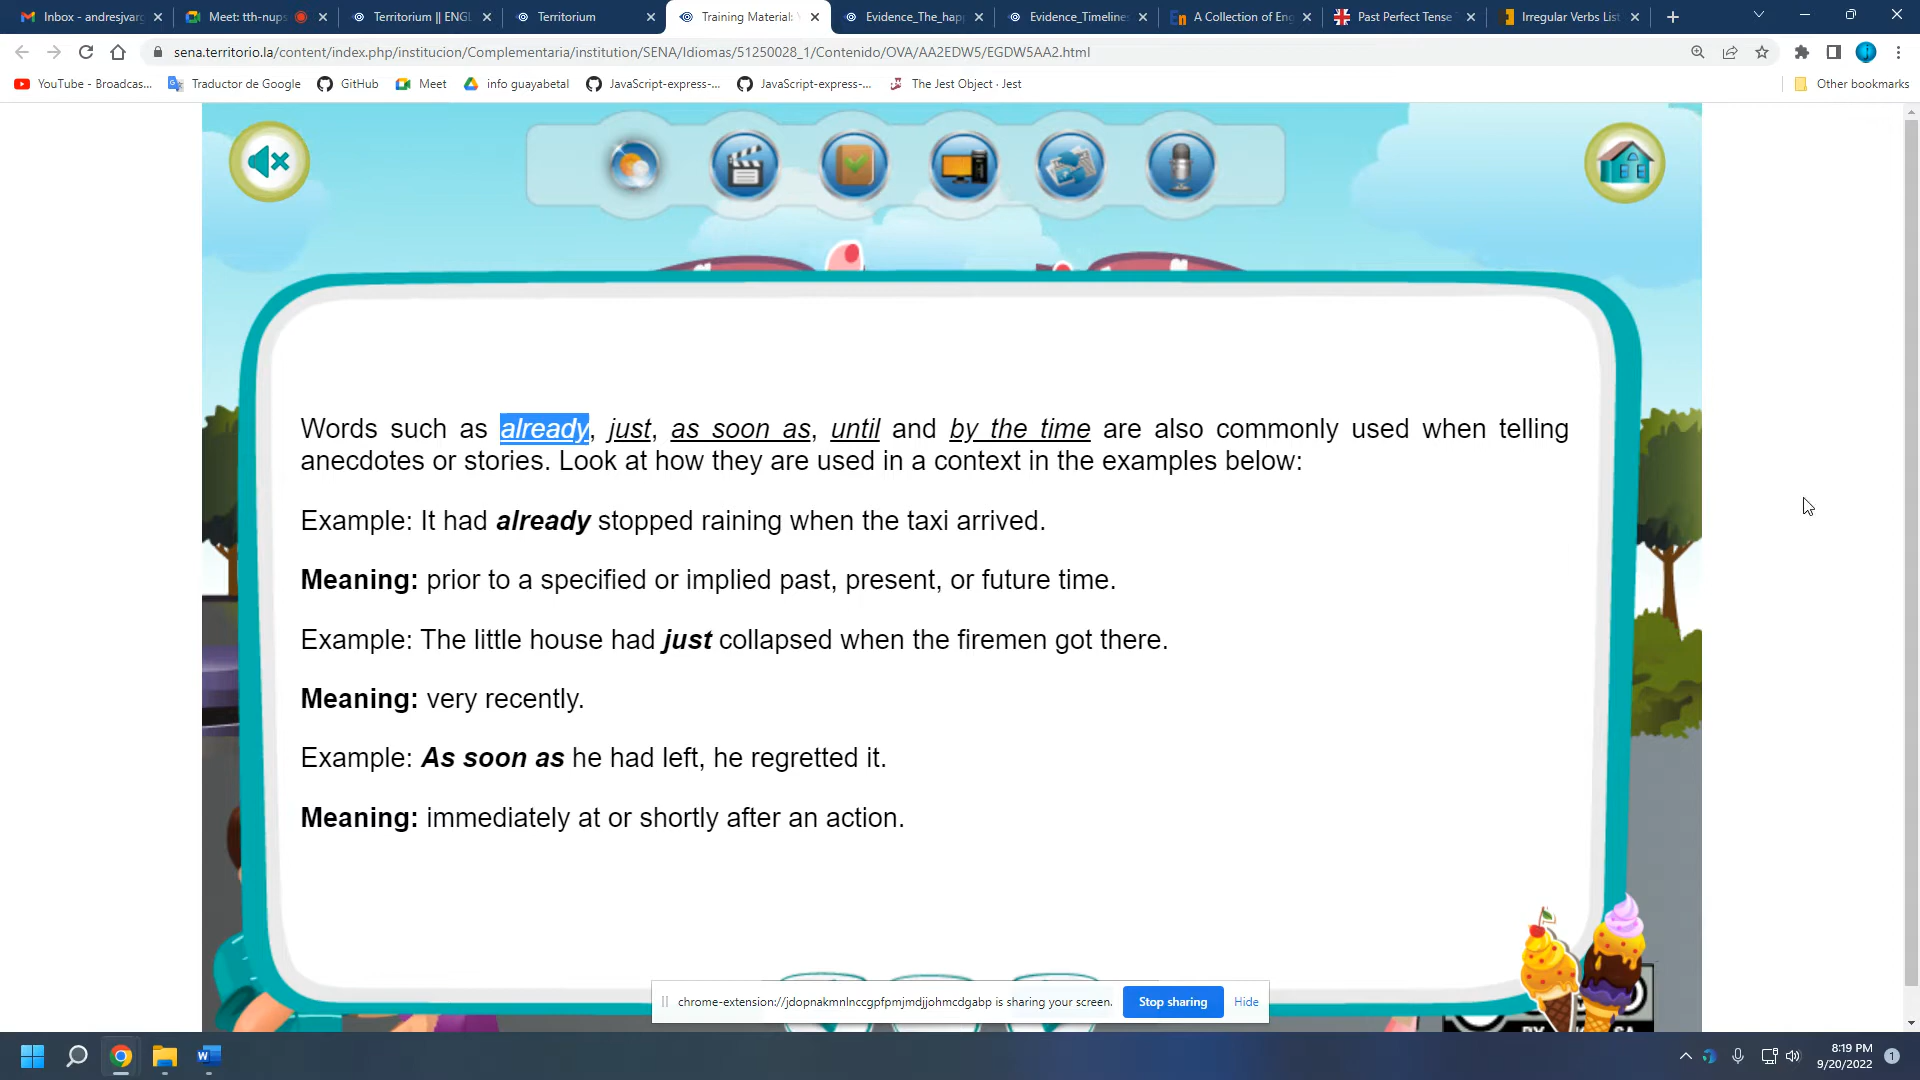 Inbox - andresjvarg
Meet: tth-nups
Territorium || ENGL
Territorium
Training Material:
Evidence_The_happ
Evidence_Timeline
A Collection of Eng
Past Perfect Tense
Irregular Verbs List
sena.territorio.la/content/index.php/institucion/Complementaria/institution/SENA/Idiomas/51250028_1/Contenido/OVA/AA2EDW5/EGDW5AA2.html
YouTube - Broadcas...
Traductor de Google
GitHub
Meet
info guayabetal
JavaScript-express-...
JavaScript-express-...
The Jest Object · Jest
Other bookmarks
Words such as already, just, as soon as, until and by the time are also commonly used when telling
anecdotes or stories. Look at how they are used in a context in the examples below:
Example: It had already stopped raining when the taxi arrived.
Meaning: prior to a specified or implied past, present, or future time.
Example: The little house had just collapsed when the firemen got there.
Meaning: very recently.
Example: As soon as he had left, he regretted it.
Meaning: immediately at or shortly after an action.
chrome-extension://jdopnakmnlnccgpfpmjmdjjohmcdgabp is sharing your screen.
Stop sharing
Hide
8:19 PM
9/20/2022
1